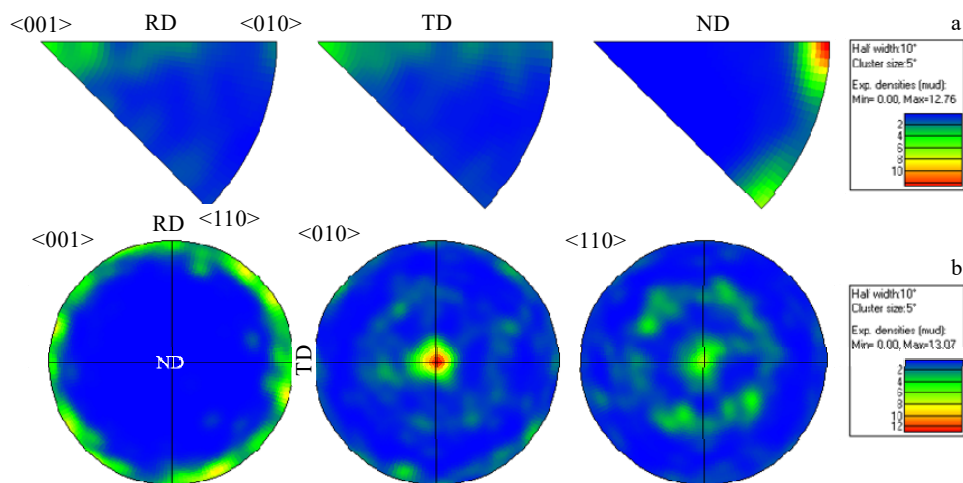 <001> RD <010> TD ND a
Half width:10°
Cluster size:5°
Exp. densities (mud):
Min= 0.00, Max=12.76
2
4
6
8
10
<001> RD <110> <010> <110> b
ND
TD
Half width:10°
Cluster size:5°
Exp. densities (mud):
Min= 0.00, Max=13.07
2
4
6
8
10
12